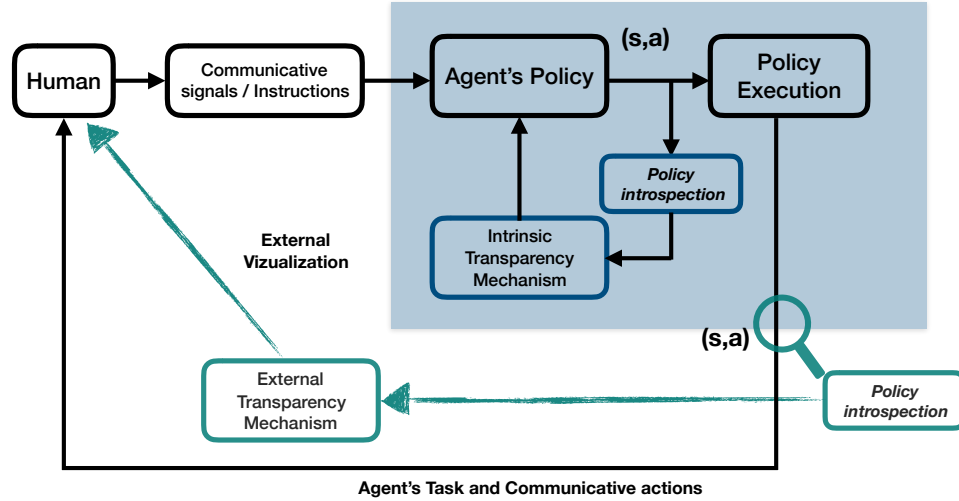 (s,a)
Human
Communicative
signals / Instructions
Agent's Policy
Policy
Execution
Policy
introspection
Intrinsic
Transparency
Mechanism
External
Vizualization
(s,a)
External
Transparency
Mechanism
Policy
introspection
Agent's Task and Communicative actions